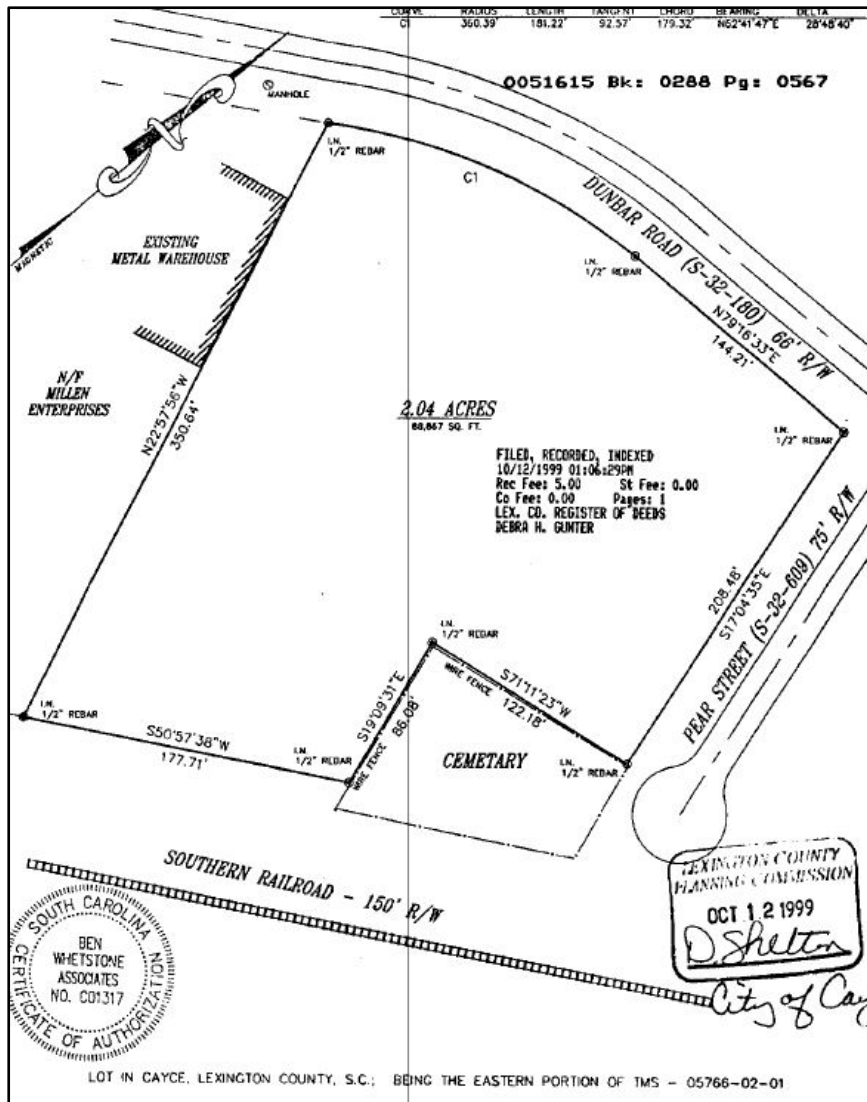 CURVE RADIUS LENGTH TANGENT CHORD BEARING DELTA
C1 360.39' 181.22' 92.57' 179.32' N62°41'47"E 28°48'40"
0051615 Bk: 0288 Pg: 0567
MANHOLE
I.N.
1/2" REBAR
C1
DUNBAR ROAD (S-32-180) 66' R/W
MAGNETIC
EXISTING
METAL WAREHOUSE
I.N.
1/2" REBAR
N79°16'33"E
144.21'
N/F
MILLEN
ENTERPRISES
N22°57'56"W
350.64'
2.04 ACRES
88,867 SQ. FT.
I.N.
1/2" REBAR
FILED, RECORDED, INDEXED
10/12/1999 01:06:29PM
Rec Fee: 5.00 St Fee: 0.00
Co Fee: 0.00 Pages: 1
LEX. CO. REGISTER OF DEEDS
DEBRA H. GUNTER
208.48'
S17°04'35"E
PEAR STREET (S-32-609) 75' R/W
I.N.
1/2" REBAR
S19°09'31"E
86.08'
WIRE FENCE
S71°11'23"W
122.18'
WIRE FENCE
I.N.
1/2" REBAR
S50°57'38"W
177.71'
I.N.
1/2" REBAR
CEMETARY
I.N.
1/2" REBAR
SOUTHERN RAILROAD - 150' R/W
LEXINGTON COUNTY
PLANNING COMMISSION
OCT 12 1999
D. Shelton
City of Cay
SOUTH CAROLINA
BEN
WHETSTONE
ASSOCIATES
NO. C01317
CERTIFICATE OF AUTHORIZATION
LOT IN CAYCE, LEXINGTON COUNTY, S.C.; BEING THE EASTERN PORTION OF TMS - 05766-02-01